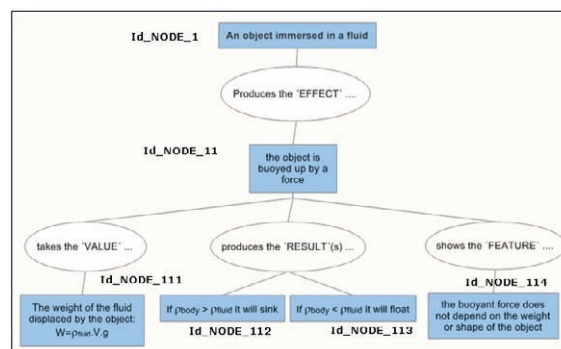 Id_NODE_1
An object immersed in a fluid
Produces the ´EFFECT´ ....
Id_NODE_11
the object is
buoyed up by a
force
takes the ´VALUE´ ...
produces the ´RESULT´(s) ...
shows the ´FEATURE´ ....
Id_NODE_111
Id_NODE_114
The weight of the fluid
displaced by the object:
W=ρfluid.V.g
If ρbody > ρfluid it will sink
If ρbody < ρfluid it will float
the buoyant force does
not depend on the weight
or shape of the object
Id_NODE_112
Id_NODE_113